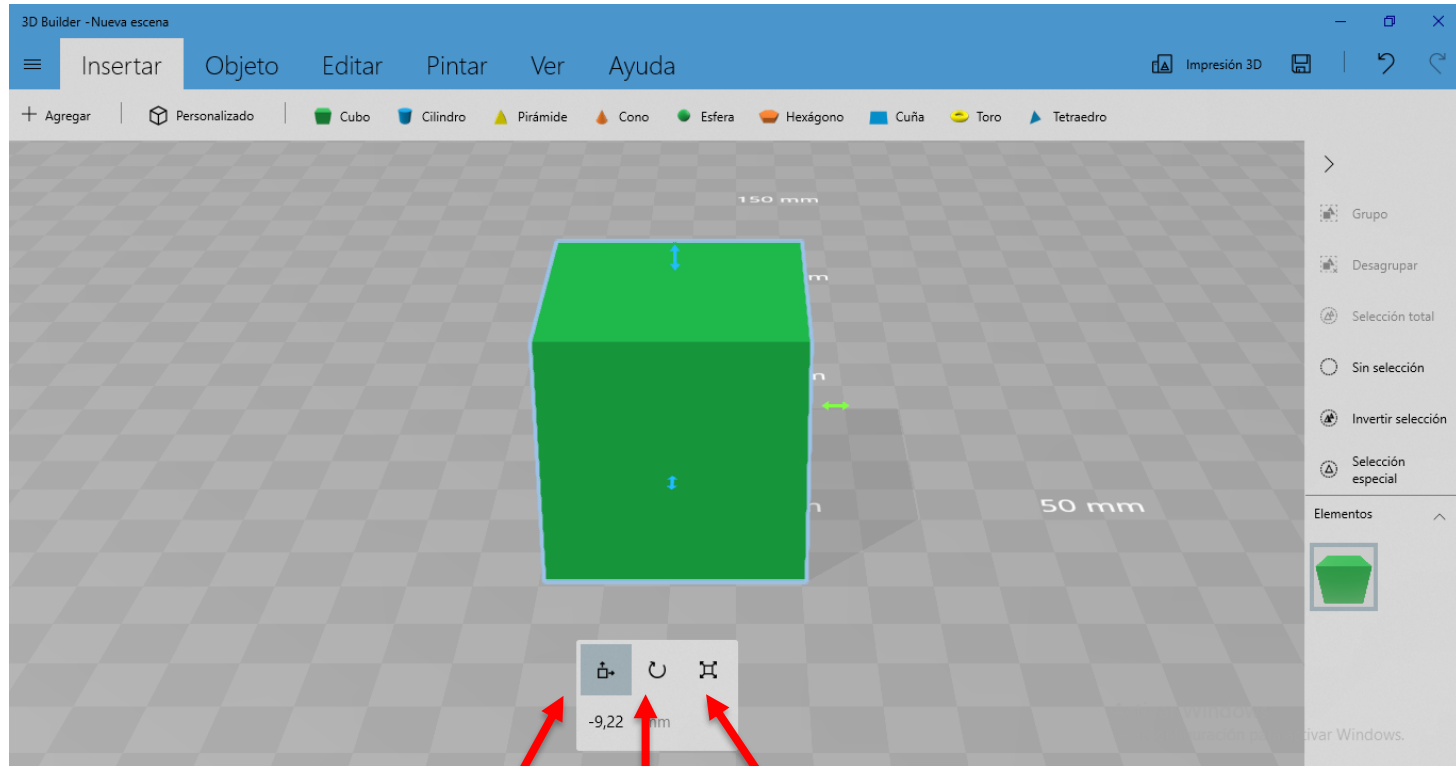 3D Builder -Nueva escena
Insertar Objeto Editar Pintar Ver Ayuda Impresión 3D
Agregar Personalizado Cubo Cilindro Pirámide Cono Esfera Hexágono Cuña Toro Tetraedro
150 mm
Grupo
Desagrupar
m
Selección total
Sin selección
n
Invertir selección
Selección
especial
50 mm
Elementos
-9,22 mm
Windows.